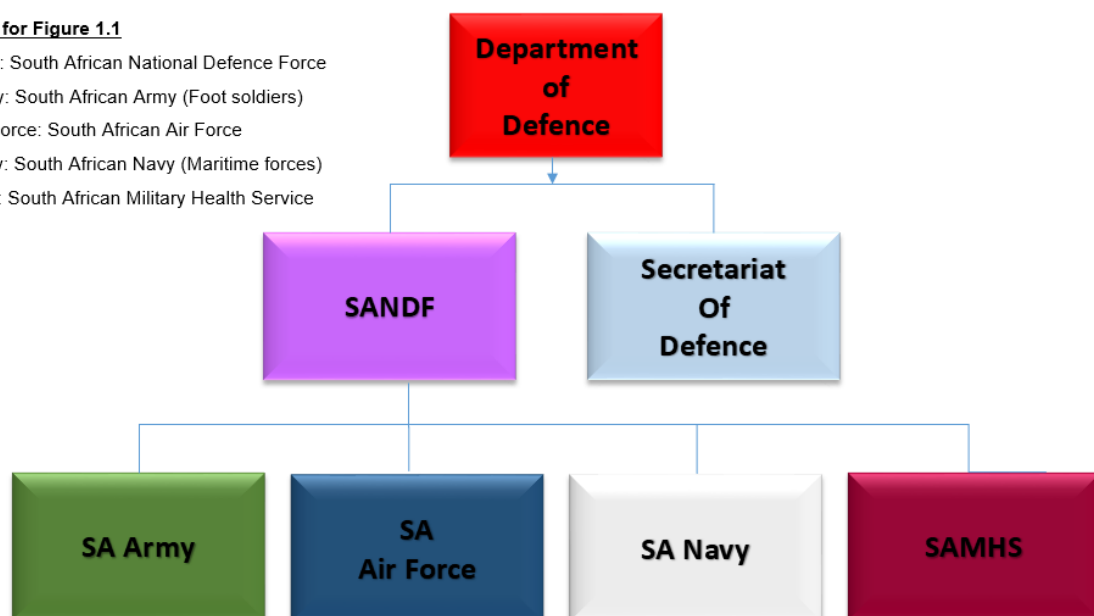 for Figure 1.1
: South African National Defence Force
y: South African Army (Foot soldiers)
orce: South African Air Force
y: South African Navy (Maritime forces)
: South African Military Health Service
Department
of
Defence
SANDF
Secretariat
Of
Defence
SA Army
SA
Air Force
SA Navy
SAMHS